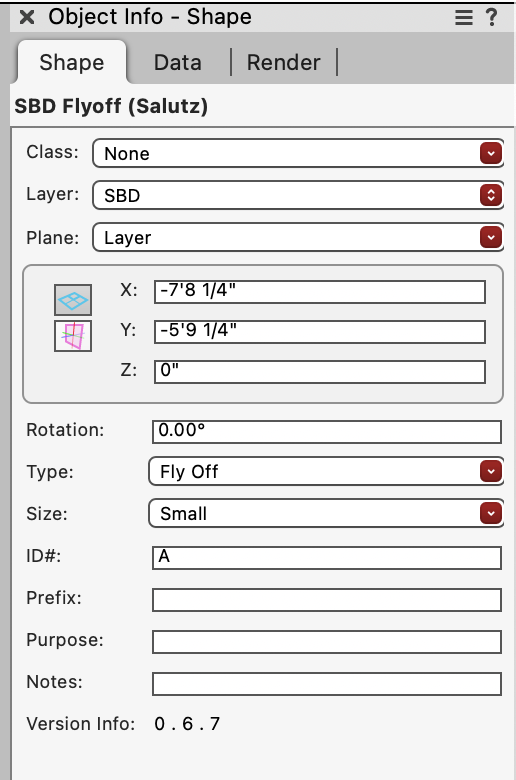 Object Info - Shape ?
Shape Data Render
SBD Flyoff (Salutz)
Class: None
Layer: SBD
Plane: Layer
X: -7'8 1/4"
Y: -5'9 1/4"
Z: 0"
Rotation: 0.00°
Type: Fly Off
Size: Small
ID#: A
Prefix:
Purpose:
Notes:
Version Info: 0 . 6 . 7